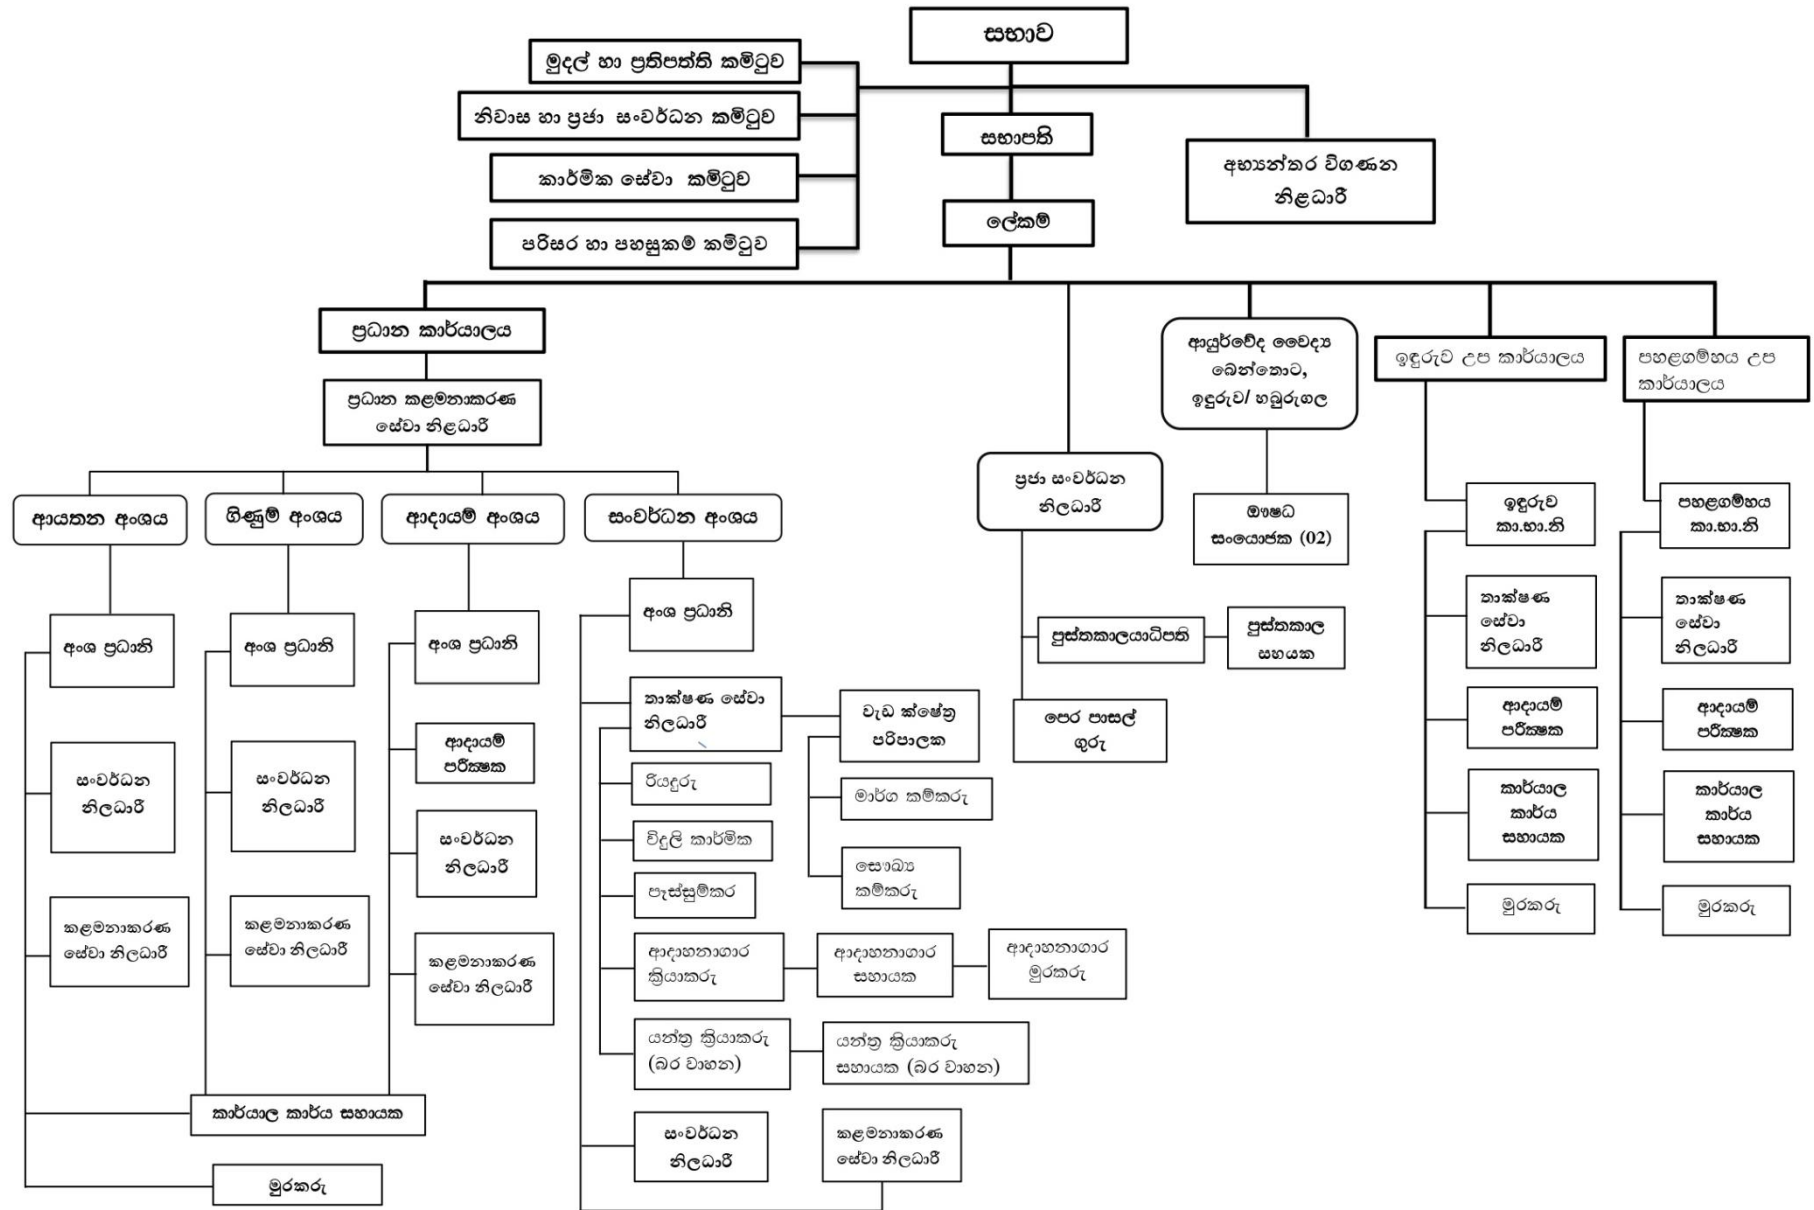 සභාව
මුදල් හා ප්‍රතිපත්ති කමිටුව
නිවාස හා ප්‍රජා සංවර්ධන කමිටුව
කාර්මික සේවා කමිටුව
පරිසර හා පහසුකම් කමිටුව
සභාපති
අභ්‍යන්තර විගණන
නිළධාරී
ලේකම්
ප්‍රධාන කාර්යාලය
ප්‍රධාන කළමනාකරණ
සේවා නිළධාරී
ආයුර්වේද වෛද්‍ය
බෙන්තොට,
ඉඳුරුව/ හබුරුගල
ඉඳුරුව උප කාර්යාලය
පහළගම්හය උප
කාර්යාලය
ආයතන අංශය
ගිණුම් අංශය
ආදායම් අංශය
සංවර්ධන අංශය
ප්‍රජා සංවර්ධන
නිලධාරී
ඖෂධ
සංයොජක (02)
ඉඳුරුව
කා.භා.නි
පහළගම්හය
කා.භා.නි
අංශ ප්‍රධානි
අංශ ප්‍රධානි
අංශ ප්‍රධානි
අංශ ප්‍රධානි
පුස්තකාලයාධිපති
පුස්තකාල
සහයක
තාක්ෂණ
සේවා
නිලධාරී
තාක්ෂණ
සේවා
නිලධාරී
තාක්ෂණ සේවා
නිලධාරී
වැඩ ක්ෂේත්‍ර
පරිපාලක
පෙර පාසල්
ගුරු
ආදායම්
පරීක්‍ෂක
ආදායම්
පරීක්‍ෂක
ආදායම්
පරීක්‍ෂක
සංවර්ධන
නිලධාරී
සංවර්ධන
නිලධාරී
රියදුරු
මාර්ග කම්කරු
කාර්යාල
කාර්ය
සහායක
කාර්යාල
කාර්ය
සහායක
සංවර්ධන
නිලධාරී
විදුලි කාර්මික
සෞඛ්‍ය
කම්කරු
පැස්සුම්කර
මුරකරු
මුරකරු
කළමනාකරණ
සේවා නිලධාරී
කළමනාකරණ
සේවා නිලධාරී
කළමනාකරණ
සේවා නිලධාරී
ආදාහනාගාර
ක්‍රියාකරු
ආදාහනාගාර
සහායක
ආදාහනාගාර
මුරකරු
යන්ත්‍ර ක්‍රියාකරු
(බර වාහන)
යන්ත්‍ර ක්‍රියාකරු
සහායක (බර වාහන)
කාර්යාල කාර්ය සහායක
සංවර්ධන
නිලධාරී
කළමනාකරණ
සේවා නිලධාරී
මුරකරු